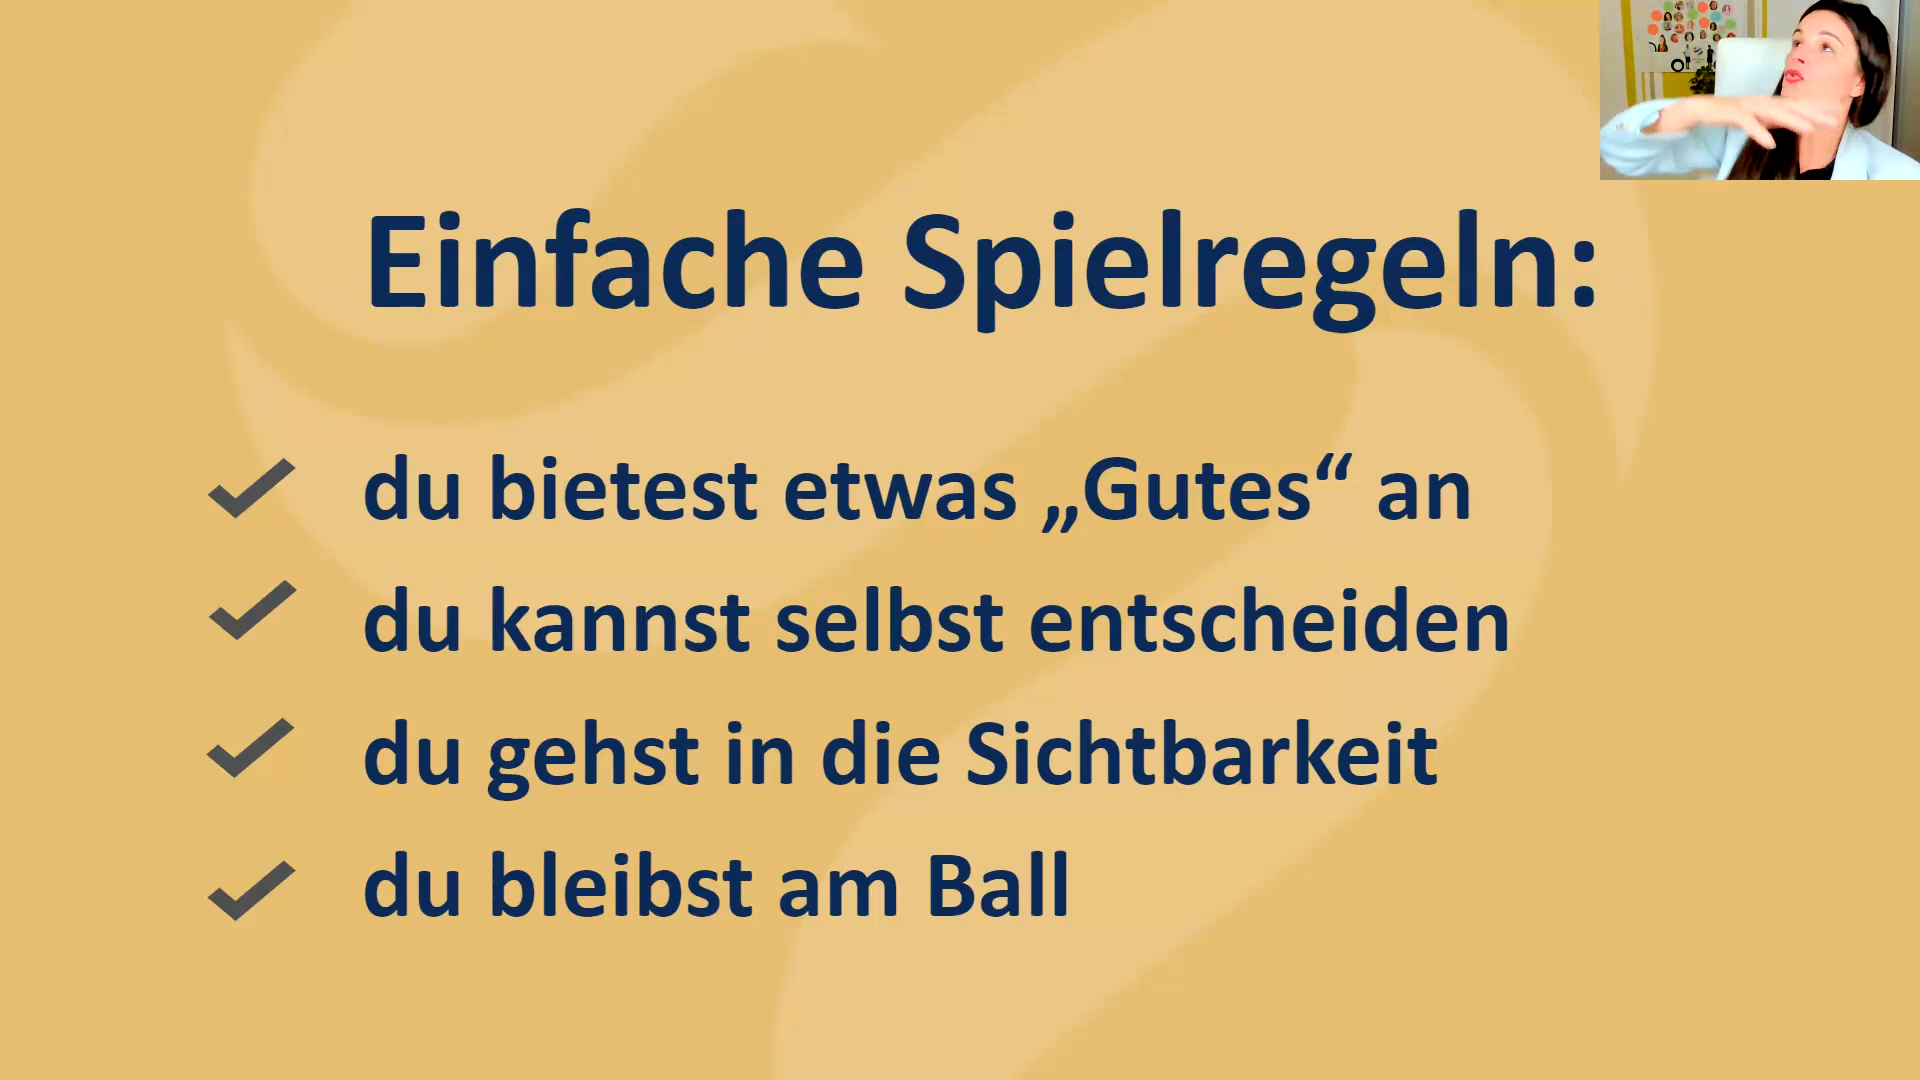 Einfache Spielregeln:
du bietest etwas „Gutes“ an
du kannst selbst entscheiden
du gehst in die Sichtbarkeit
du bleibst am Ball